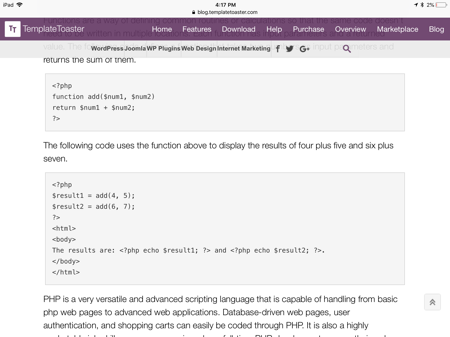 iPad
4:17 PM
2%
blog.templatetoaster.com
TT TemplateToaster Home Features Download Help Purchase Overview Marketplace Blog
WordPress Joomla WP Plugins Web Design Internet Marketing f G+
returns the sum of them.
<?php
function add($num1, $num2)
return $num1 + $num2;
?>
The following code uses the function above to display the results of four plus five and six plus
seven.
<?php
$result1 = add(4, 5);
$result2 = add(6, 7);
?>
<html>
<body>
The results are: <?php echo $result1; ?> and <?php echo $result2; ?>.
</body>
</html>
PHP is a very versatile and advanced scripting language that is capable of handling from basic
php web pages to advanced web applications. Database-driven web pages, user
authentication, and shopping carts can easily be coded through PHP. It is also a highly